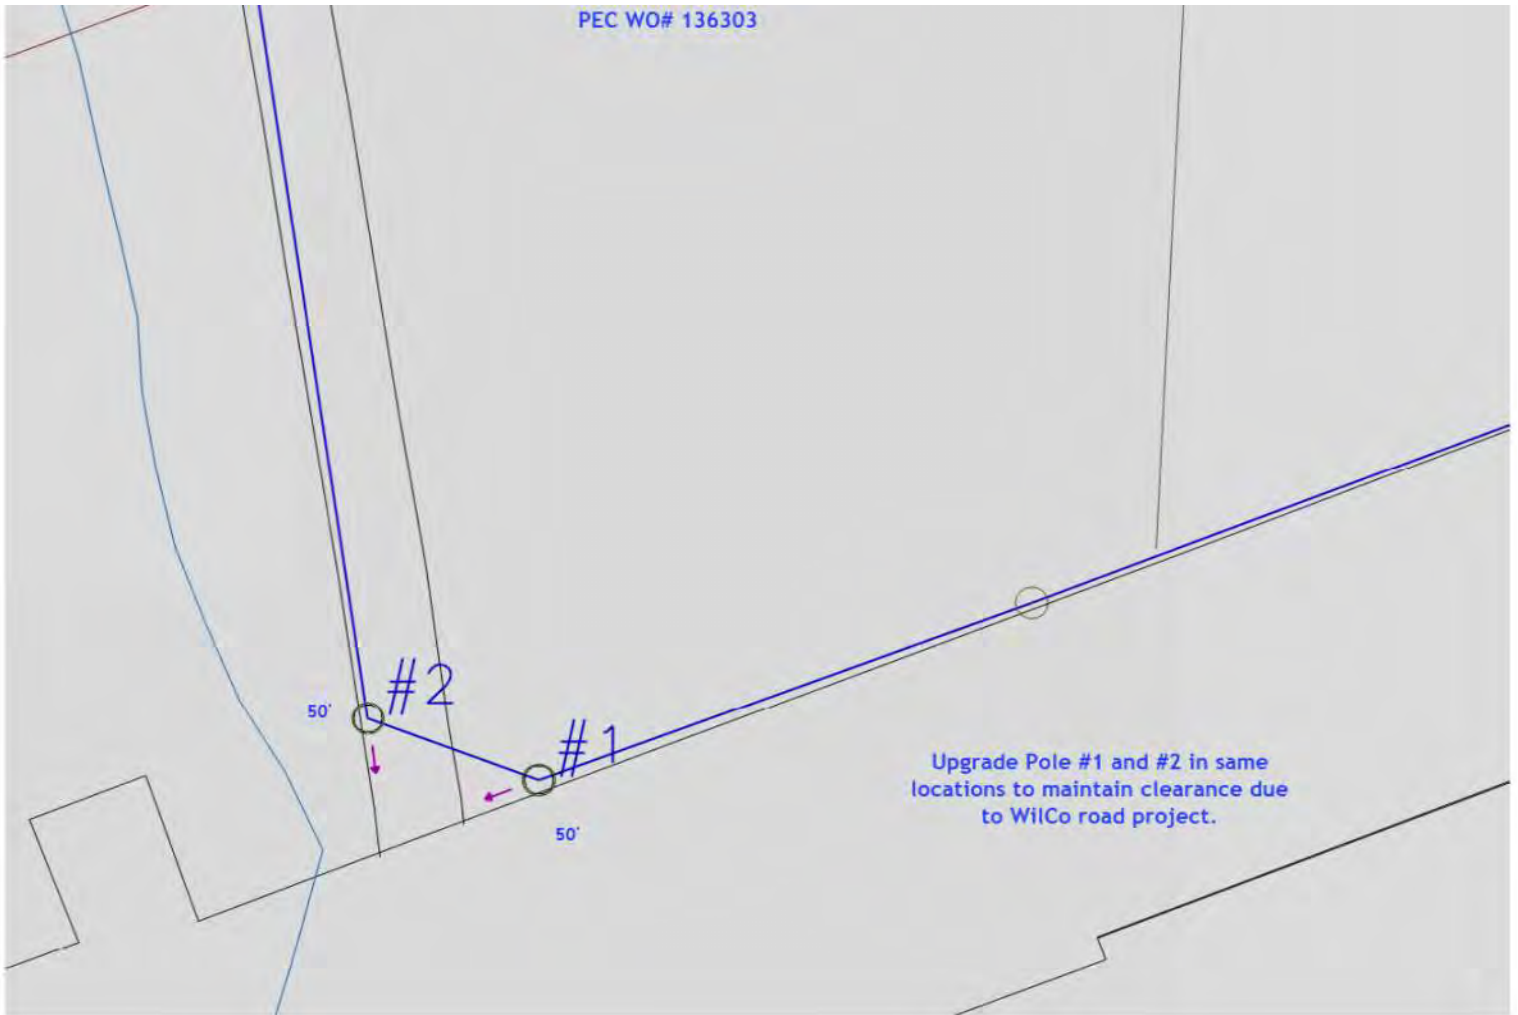 PEC WO# 136303
#2
50'
#1
50'
Upgrade Pole #1 and #2 in same
locations to maintain clearance due
to WilCo road project.